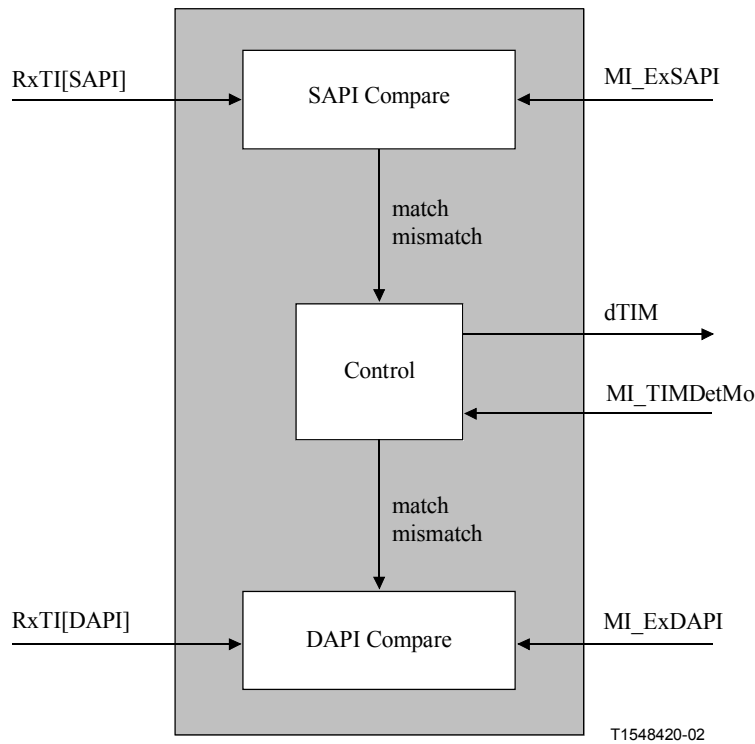 RxTI[SAPI]
SAPI Compare
MI_ExSAPI
match
mismatch
dTIM
Control
MI_TIMDetMo
match
mismatch
RxTI[DAPI]
DAPI Compare
MI_ExDAPI
T1548420-02